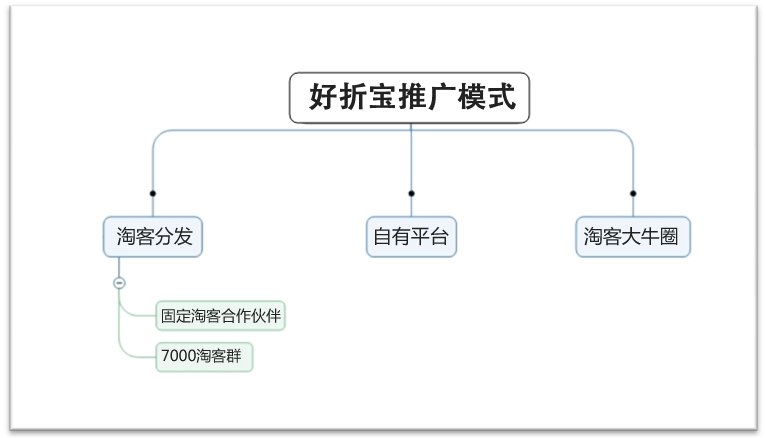 好折宝推广模式
淘客分发
自有平台
淘客大牛圈
固定淘客合作伙伴
7000淘客群